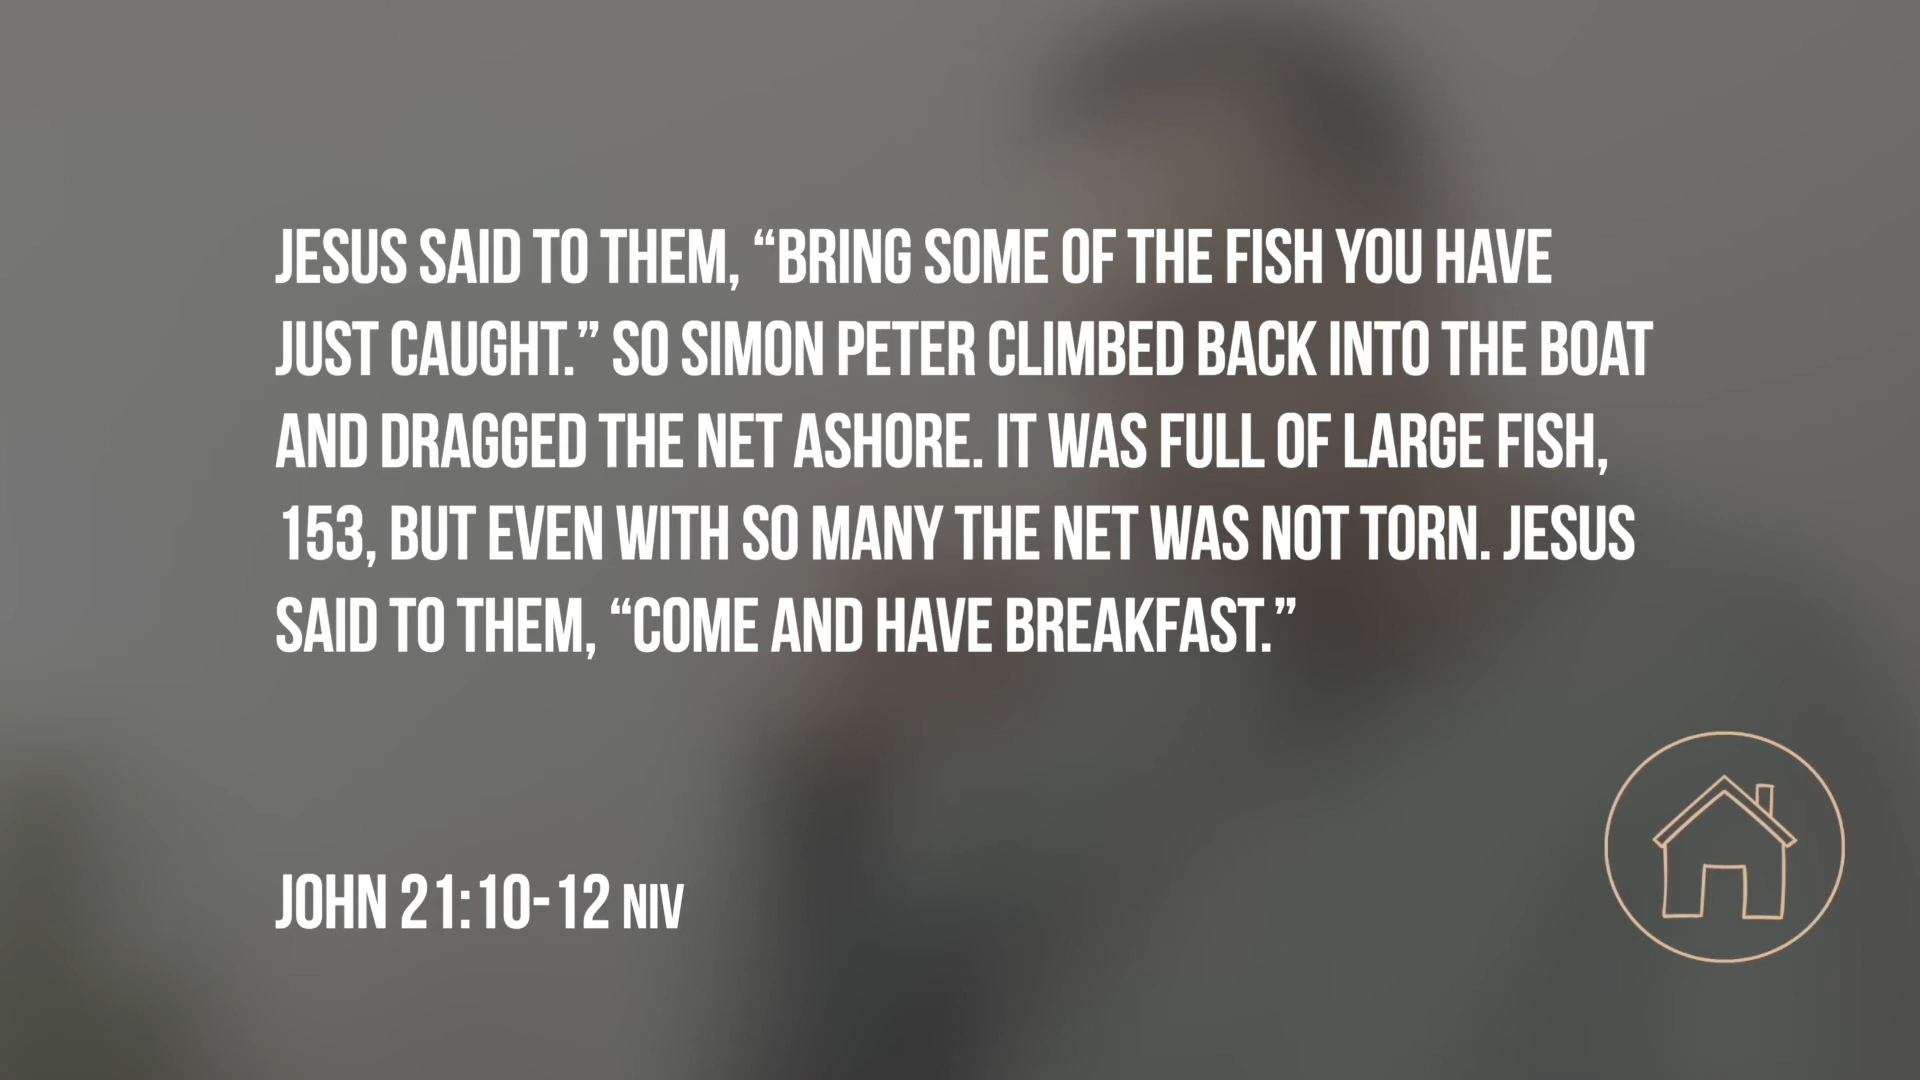 JESUS SAID TO THEM, “BRING SOME OF THE FISH YOU HAVE
JUST CAUGHT.” SO SIMON PETER CLIMBED BACK INTO THE BOAT
AND DRAGGED THE NET ASHORE. IT WAS FULL OF LARGE FISH,
153, BUT EVEN WITH SO MANY THE NET WAS NOT TORN. JESUS
SAID TO THEM, “COME AND HAVE BREAKFAST.”
JOHN 21:10-12 NIV